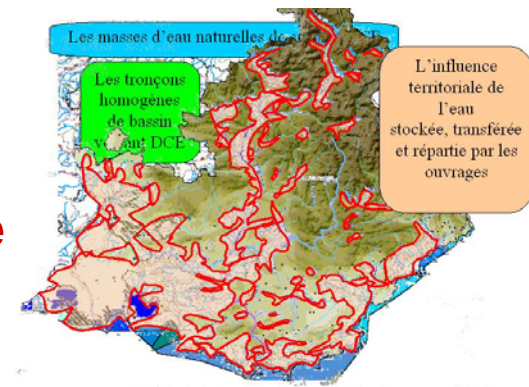 Les masses d'eau naturelles de
Les tronçons
homogènes
de bassin
DCE
L'influence
territoriale de
l'eau
stockée, transférée
et répartie par les
ouvrages
e